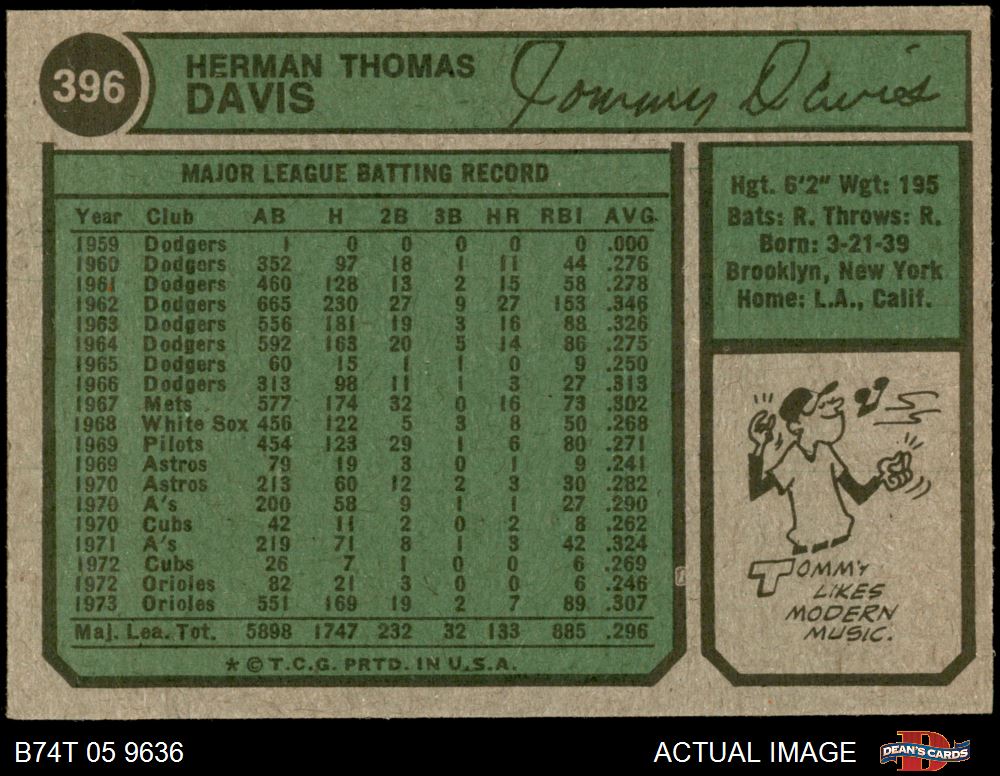 396
HERMAN THOMAS
DAVIS
Tommy Davis
MAJOR LEAGUE BATTING RECORD
Year Club AB H 2B 3B HR RBI AVG.
1959 Dodgers 1 0 0 0 0 0 .000
1960 Dodgers 352 97 18 1 11 44 .276
1961 Dodgers 460 128 13 2 15 58 .278
1962 Dodgers 665 230 27 9 27 153 .346
1963 Dodgers 556 181 19 3 16 88 .326
1964 Dodgers 592 163 20 5 14 86 .275
1965 Dodgers 60 15 1 1 0 9 .250
1966 Dodgers 313 98 11 1 3 27 .313
1967 Mets 577 174 32 0 16 73 .302
1968 White Sox 456 122 5 3 8 50 .268
1969 Pilots 454 123 29 1 6 80 .271
1969 Astros 79 19 3 0 1 9 .241
1970 Astros 213 60 12 2 3 30 .282
1970 A's 200 58 9 1 1 27 .290
1970 Cubs 42 11 2 0 2 8 .262
1971 A's 219 71 8 1 3 42 .324
1972 Cubs 26 7 1 0 0 6 .269
1972 Orioles 82 21 3 0 0 6 .246
1973 Orioles 551 169 19 2 7 89 .307
Maj. Lea. Tot. 5898 1747 232 32 133 885 .296
* © T.C.G. PRTD. IN U.S.A.
Hgt. 6'2" Wgt: 195
Bats: R. Throws: R.
Born: 3-21-39
Brooklyn, New York
Home: L.A., Calif.
TOMMY
LIKES
MODERN
MUSIC.
B74T 05 9636
ACTUAL IMAGE
DEAN'S CARDS